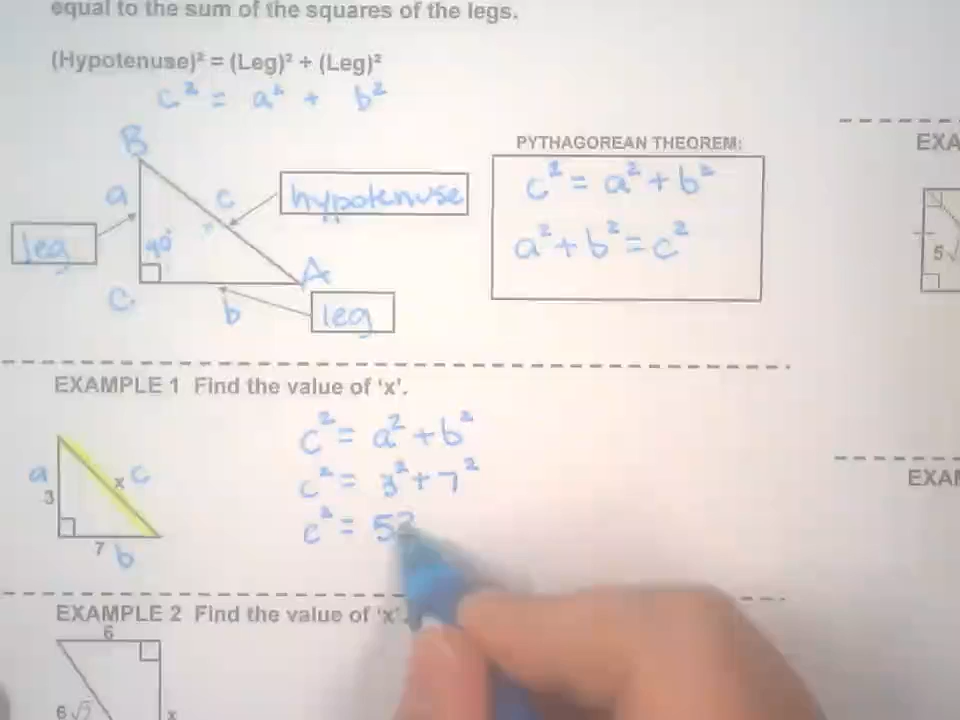 equal to the sum of the squares of the legs.
(Hypotenuse)² = (Leg)² + (Leg)²
c² = a² + b²
B
a
c
hypotenuse
leg
90°
C
b
A
leg
PYTHAGOREAN THEOREM:
c² = a² + b²
a² + b² = c²
EXAMPLE 1 Find the value of 'x'.
a
3
x c
7 b
c² = a² + b²
c² = 3² + 7²
c² =
EXAMPLE 2 Find the value of 'x'.
6
6√2
x
EXA
5√
EXAM